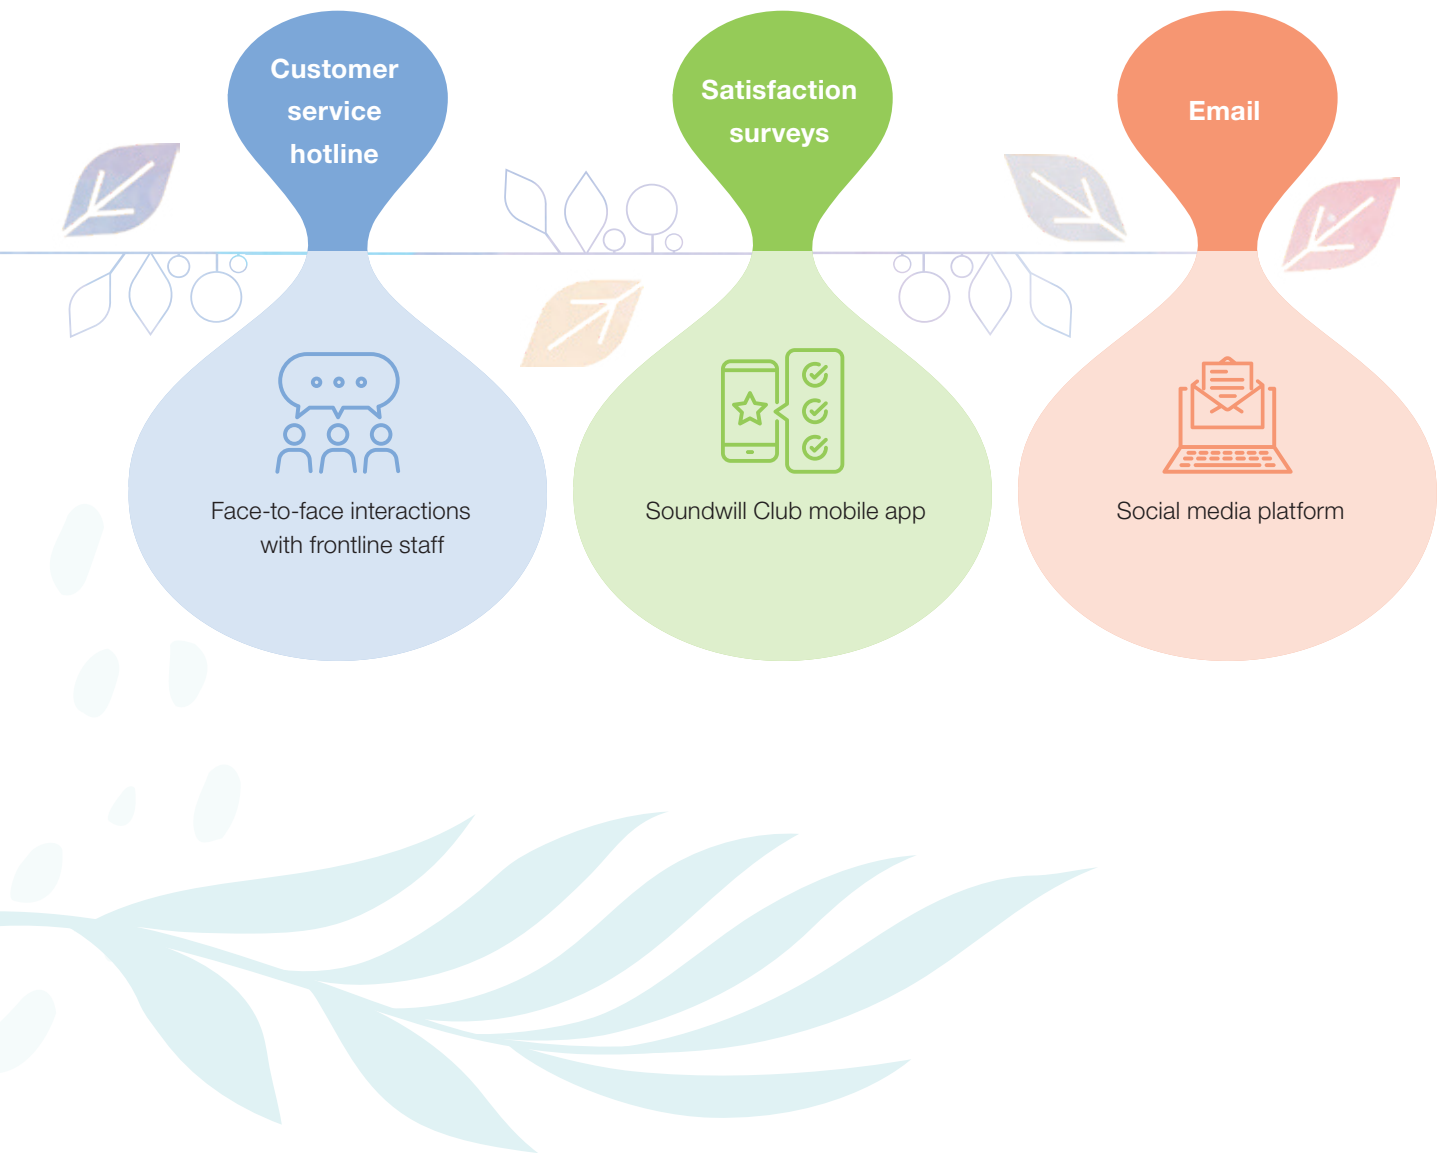 Customer
service
hotline
Face-to-face interactions
with frontline staff
Satisfaction
surveys
Soundwill Club mobile app
Email
Social media platform